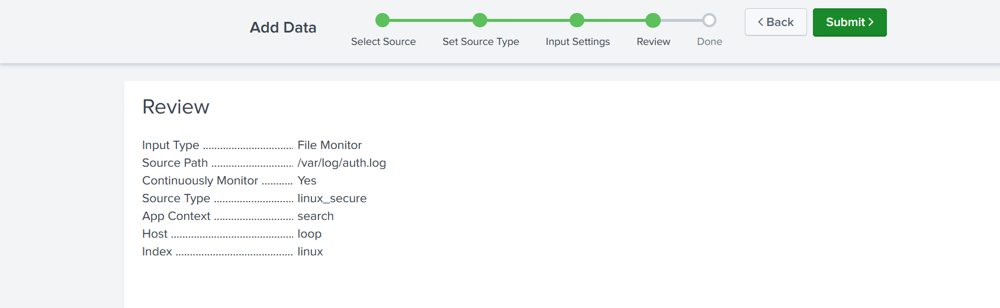 Add Data
Select Source
Set Source Type
Input Settings
Review
Done
Back
Submit
Review
Input Type ................................ File Monitor
Source Path ............................. /var/log/auth.log
Continuously Monitor ........... Yes
Source Type ............................ linux_secure
App Context ............................ search
Host ........................................... loop
Index ......................................... linux